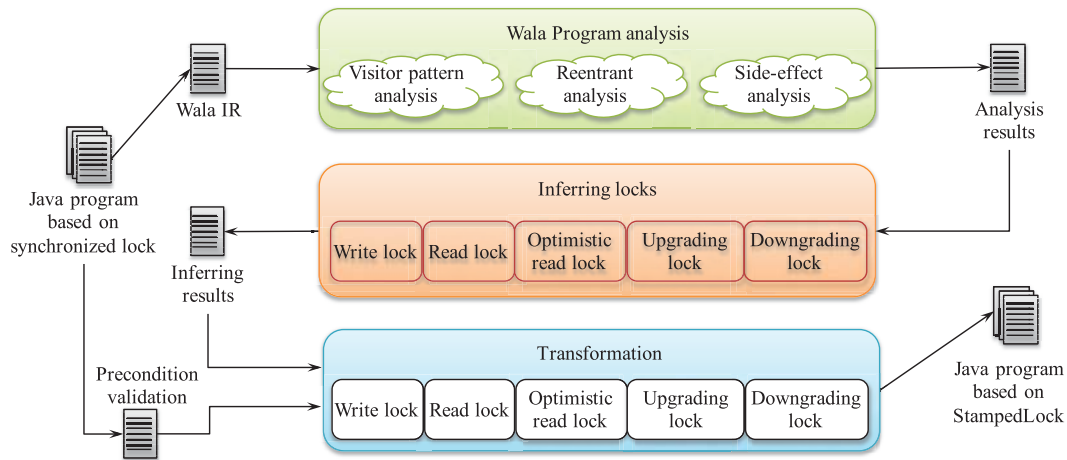 Wala Program analysis
Visitor pattern
analysis
Reentrant
analysis
Side-effect
analysis
Wala IR
Analysis
results
Java program
based on
synchronized lock
Inferring locks
Write lock
Read lock
Optimistic
read lock
Upgrading
lock
Downgrading
lock
Inferring
results
Transformation
Write lock
Read lock
Optimistic
read lock
Upgrading
lock
Downgrading
lock
Precondition
validation
Java program
based on
StampedLock